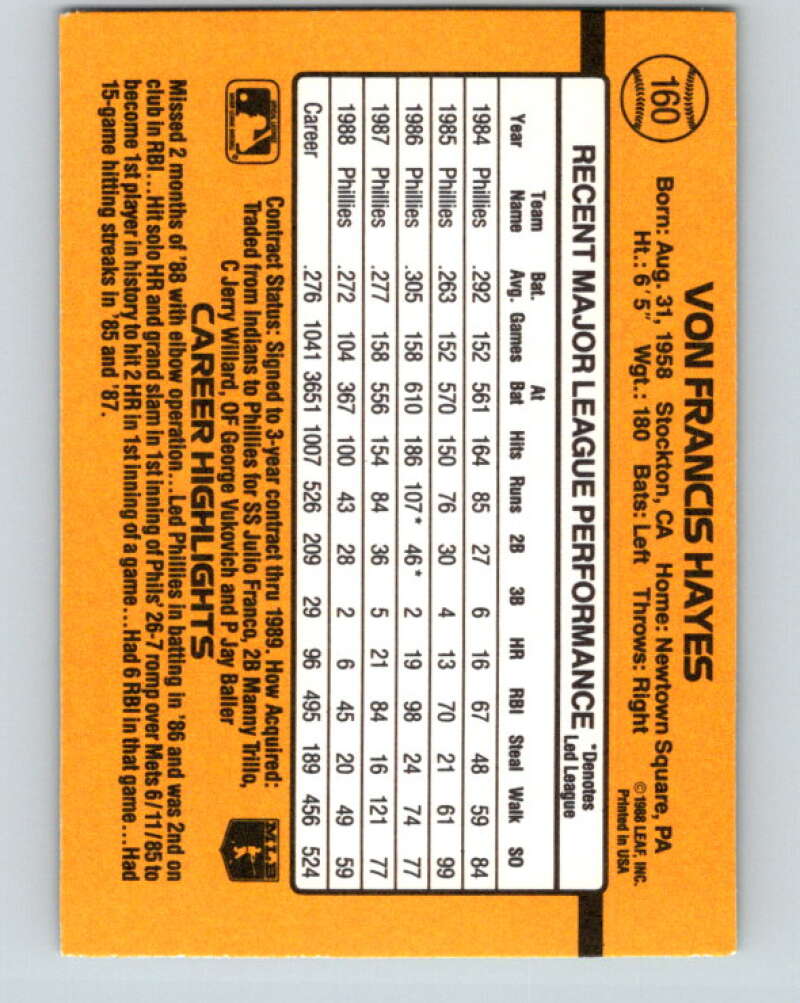 160
VON FRANCIS HAYES
Born: Aug. 31, 1958 Stockton, CA Home: Newtown Square, PA
Ht.: 6'5" Wgt.: 180 Bats: Left Throws: Right
©1988 LEAF, INC.
Printed in USA
RECENT MAJOR LEAGUE PERFORMANCE *Denotes Led League
Year Team Name Bat. Avg. Games At Bat Hits Runs 2B 3B HR RBI Steal Walk SO
1984 Phillies .292 152 561 164 85 27 6 16 67 48 59 84
1985 Phillies .263 152 570 150 76 30 4 13 70 21 61 99
1986 Phillies .305 158 610 186 107* 46* 2 19 98 24 74 77
1987 Phillies .277 158 556 154 84 36 5 21 84 16 121 77
1988 Phillies .272 104 367 100 43 28 2 6 45 20 49 59
Career .276 1041 3651 1007 526 209 29 96 495 189 456 524
Contract Status: Signed to 3-year contract thru 1989. How Acquired:
Traded from Indians to Phillies for SS Julio Franco, 2B Manny Trillo,
C Jerry Willard, OF George Vukovich and P Jay Baller
MLB
CAREER HIGHLIGHTS
Missed 2 months of '88 with elbow operation...Led Phillies in batting in '86 and was 2nd on
club in RBI...Hit solo HR and grand slam in 1st inning of Phils' 26-7 romp over Mets 6/11/85 to
become 1st player in history to hit 2 HR in 1st inning of a game...Had 6 RBI in that game...Had
15-game hitting streaks in '85 and '87.